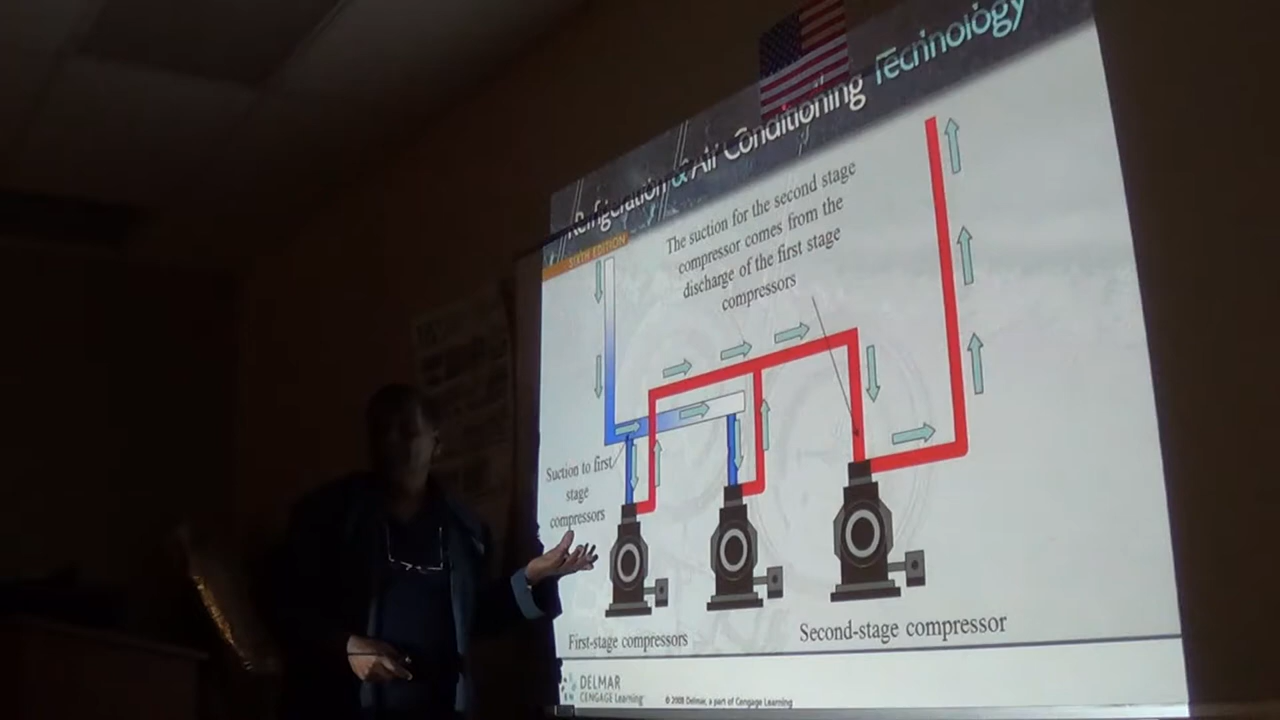 Refrigeration & Air Conditioning Technology
SIXTH EDITION
The suction for the second stage
compressor comes from the
discharge of the first stage
compressors
Suction to first
stage
compressors
First-stage compressors
Second-stage compressor
DELMAR
CENGAGE Learning
© 2008 Delmar, a part of Cengage Learning